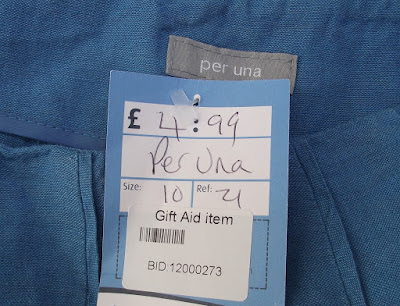 per una
£ 4:99
Per Una
Size: 10 Ref: 21
Gift Aid item
BID 12000273